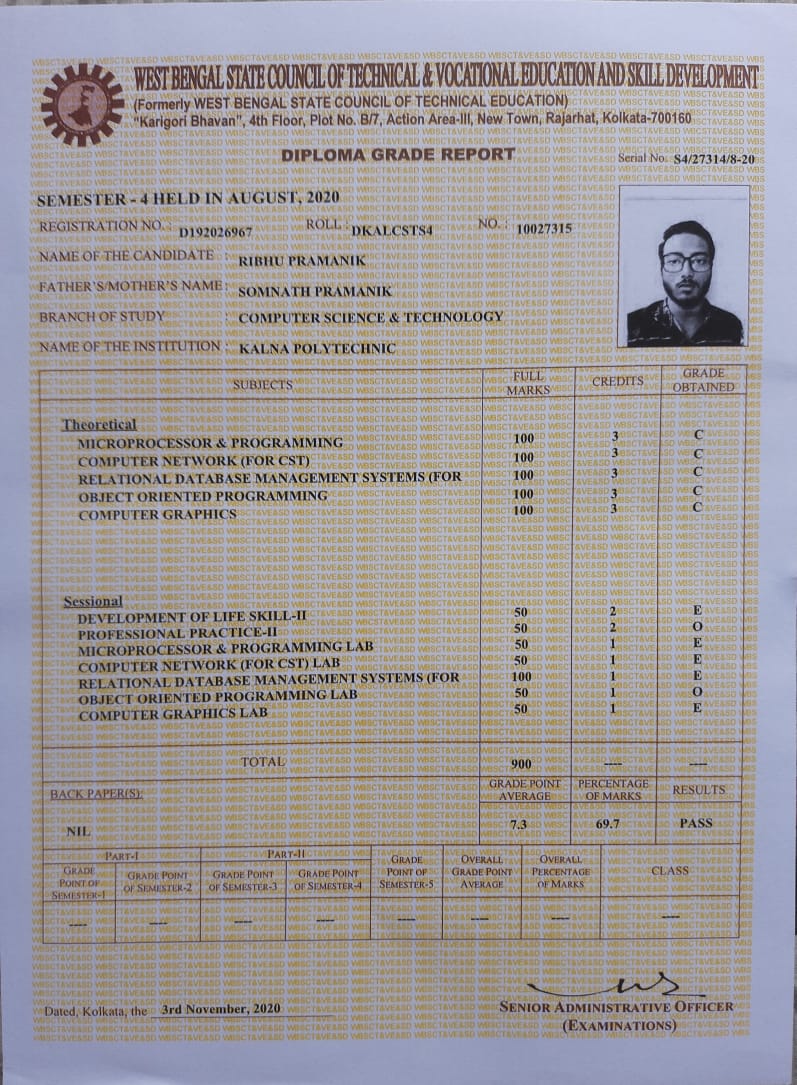 WEST BENGAL STATE COUNCIL OF TECHNICAL & VOCATIONAL EDUCATION AND SKILL DEVELOPMENT
(Formerly WEST BENGAL STATE COUNCIL OF TECHNICAL EDUCATION)
"Karigori Bhavan", 4th Floor, Plot No. B/7, Action Area-III, New Town, Rajarhat, Kolkata-700160
DIPLOMA GRADE REPORT
Serial No. S4/27314/8-20
SEMESTER - 4 HELD IN AUGUST, 2020
REGISTRATION NO. : D192026967 ROLL : DKALCSTS4 NO. : 10027315
NAME OF THE CANDIDATE : RIBHU PRAMANIK
FATHER'S/MOTHER'S NAME : SOMNATH PRAMANIK
BRANCH OF STUDY : COMPUTER SCIENCE & TECHNOLOGY
NAME OF THE INSTITUTION : KALNA POLYTECHNIC
SUBJECTS FULL MARKS CREDITS GRADE OBTAINED
Theoretical
MICROPROCESSOR & PROGRAMMING 100 3 C
COMPUTER NETWORK (FOR CST) 100 3 C
RELATIONAL DATABASE MANAGEMENT SYSTEMS (FOR 100 3 C
OBJECT ORIENTED PROGRAMMING 100 3 C
COMPUTER GRAPHICS 100 3 C
Sessional
DEVELOPMENT OF LIFE SKILL-II 50 2 E
PROFESSIONAL PRACTICE-II 50 2 O
MICROPROCESSOR & PROGRAMMING LAB 50 1 E
COMPUTER NETWORK (FOR CST) LAB 50 1 E
RELATIONAL DATABASE MANAGEMENT SYSTEMS (FOR 100 1 E
OBJECT ORIENTED PROGRAMMING LAB 50 1 O
COMPUTER GRAPHICS LAB 50 1 E
TOTAL 900 ---- ----
BACK PAPER(S): GRADE POINT AVERAGE PERCENTAGE OF MARKS RESULTS
NIL 7.3 69.7 PASS
PART-I PART-II
GRADE POINT OF SEMESTER-1 GRADE POINT OF SEMESTER-2 GRADE POINT OF SEMESTER-3 GRADE POINT OF SEMESTER-4 GRADE POINT OF SEMESTER-5 OVERALL GRADE POINT AVERAGE OVERALL PERCENTAGE OF MARKS CLASS
---- ---- ---- ---- ---- ---- ---- ----
Dated, Kolkata, the 3rd November, 2020
SENIOR ADMINISTRATIVE OFFICER
(EXAMINATIONS)